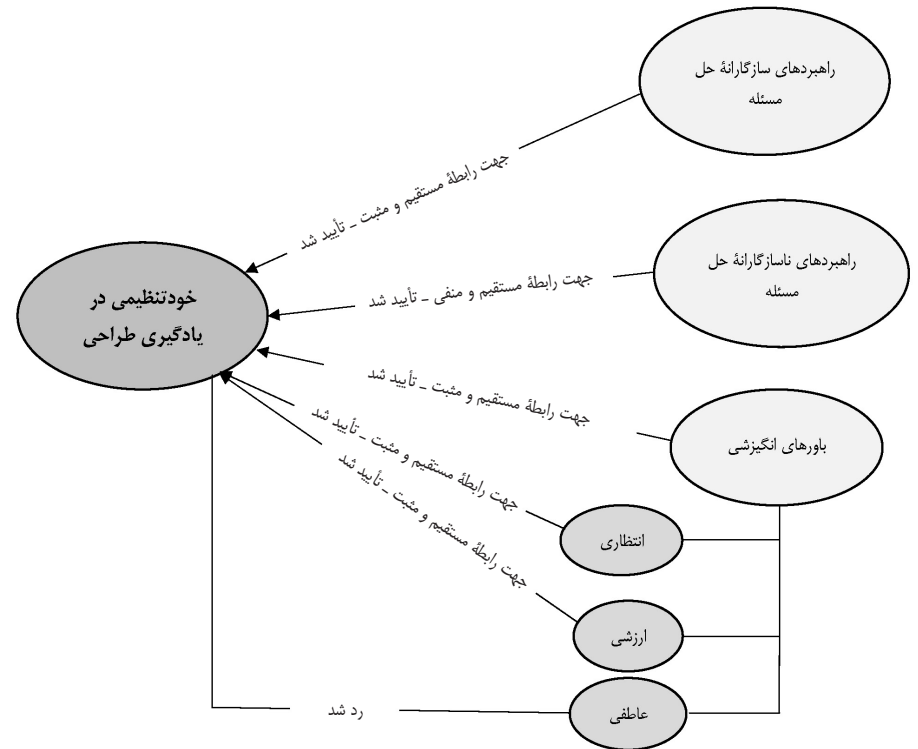 راهبردهای سازگارانهٔ حل
مسئله
جهت رابطهٔ مستقیم و مثبت ـ تأیید شد
راهبردهای ناسازگارانهٔ حل
مسئله
جهت رابطهٔ مستقیم و منفی ـ تأیید شد
خودتنظیمی در
یادگیری طراحی
جهت رابطهٔ مستقیم و مثبت ـ تأیید شد
باورهای انگیزشی
جهت رابطهٔ مستقیم و مثبت ـ تأیید شد
انتظاری
جهت رابطهٔ مستقیم و مثبت ـ تأیید شد
ارزشی
عاطفی
رد شد